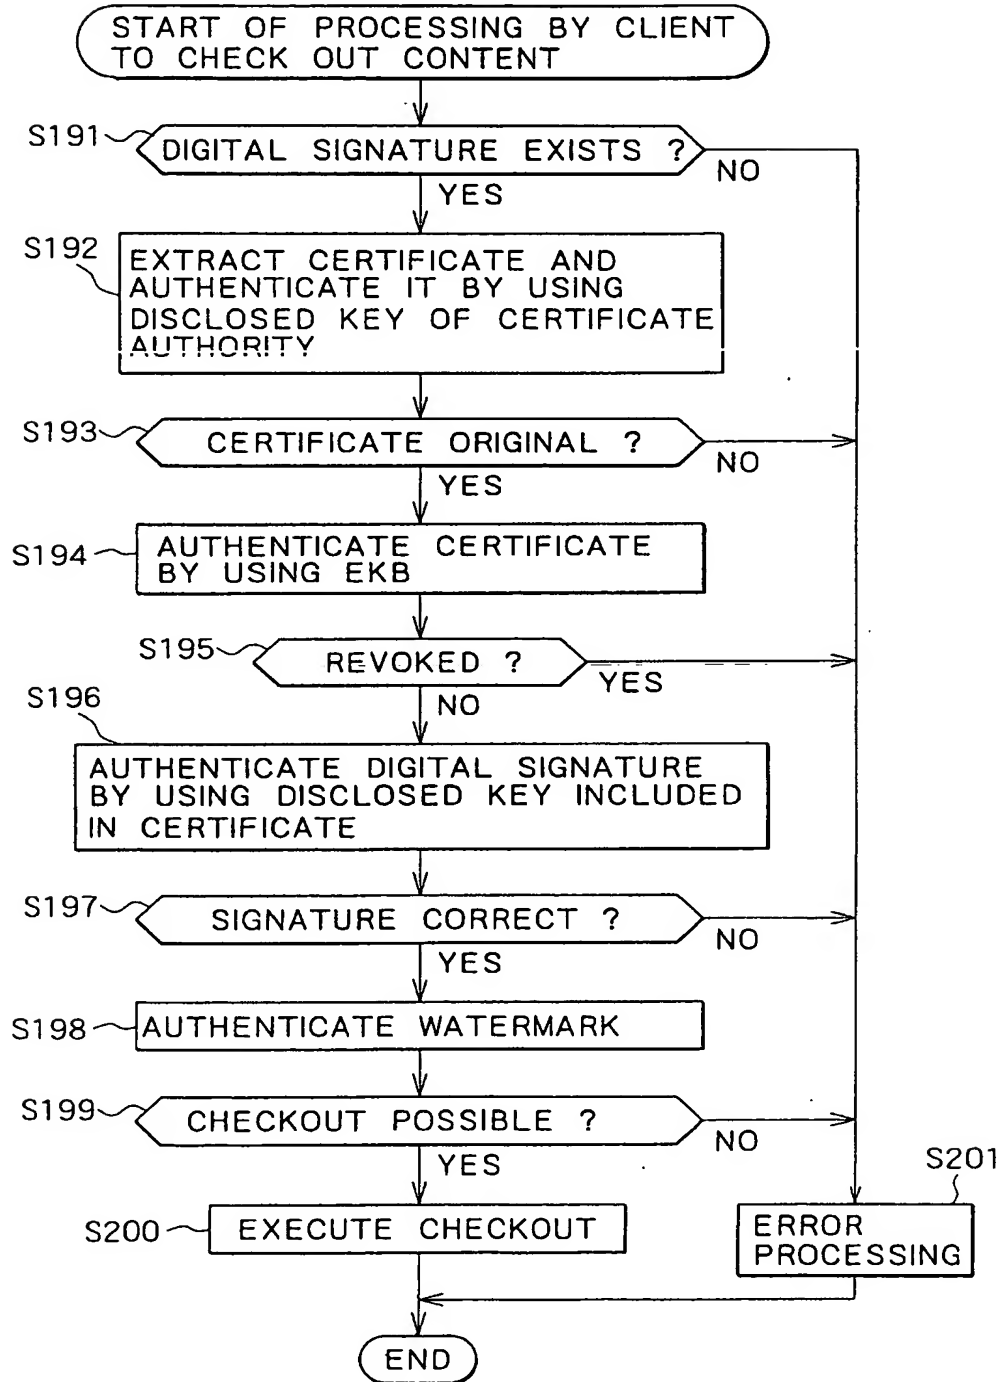 START OF PROCESSING BY CLIENT
TO CHECK OUT CONTENT
S191
DIGITAL SIGNATURE EXISTS ?
NO
YES
S192
EXTRACT CERTIFICATE AND
AUTHENTICATE IT BY USING
DISCLOSED KEY OF CERTIFICATE
AUTHORITY
S193
CERTIFICATE ORIGINAL ?
NO
YES
S194
AUTHENTICATE CERTIFICATE
BY USING EKB
S195
REVOKED ?
YES
NO
S196
AUTHENTICATE DIGITAL SIGNATURE
BY USING DISCLOSED KEY INCLUDED
IN CERTIFICATE
S197
SIGNATURE CORRECT ?
NO
YES
S198
AUTHENTICATE WATERMARK
S199
CHECKOUT POSSIBLE ?
NO
YES
S200
EXECUTE CHECKOUT
S201
ERROR
PROCESSING
END